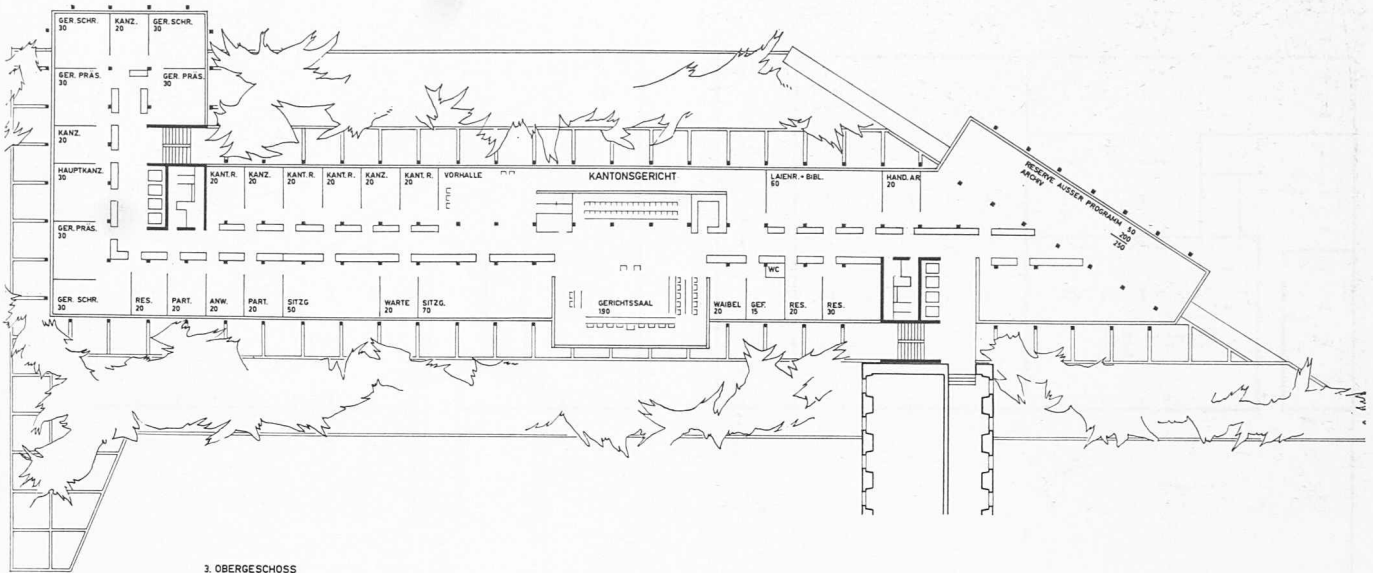 GER. SCHR.
30
KANZ.
20
GER. SCHR.
30
GER. PRÄS.
30
GER. PRÄS.
30
KANZ.
20
HAUPTKANZ.
30
GER. PRÄS.
30
GER. SCHR.
30
KANT. R.
20
KANZ.
20
KANT. R.
20
KANT. R.
20
KANZ.
20
KANT. R.
20
VORHALLE
KANTONSGERICHT
LAIENR. + BIBL.
60
HAND. AR.
20
RESERVE AUSSER PROGRAMM 50
ARCHIV 200
250
RES.
20
PART.
20
ANW.
20
PART.
20
SITZG
50
WARTE
20
SITZG.
70
GERICHTSSAAL
190
WAIBEL
20
GEF.
15
WC
RES.
20
RES.
30
3. OBERGESCHOSS